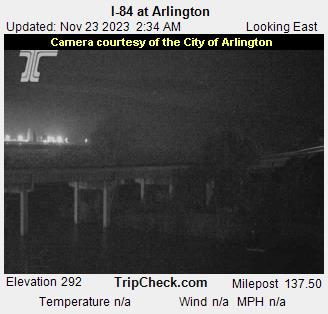 I-84 at Arlington
Updated: Nov 23 2023 2:34 AM Looking East
Camera courtesy of the City of Arlington
Elevation 292 TripCheck.com Milepost 137.50
Temperature n/a Wind n/a MPH n/a